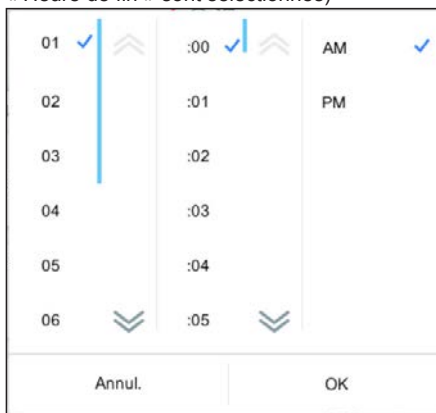 « Heure de fin » sont sélectionnés)
01 :00 AM
02 :01 PM
03 :02
04 :03
05 :04
06 :05
Annul. OK